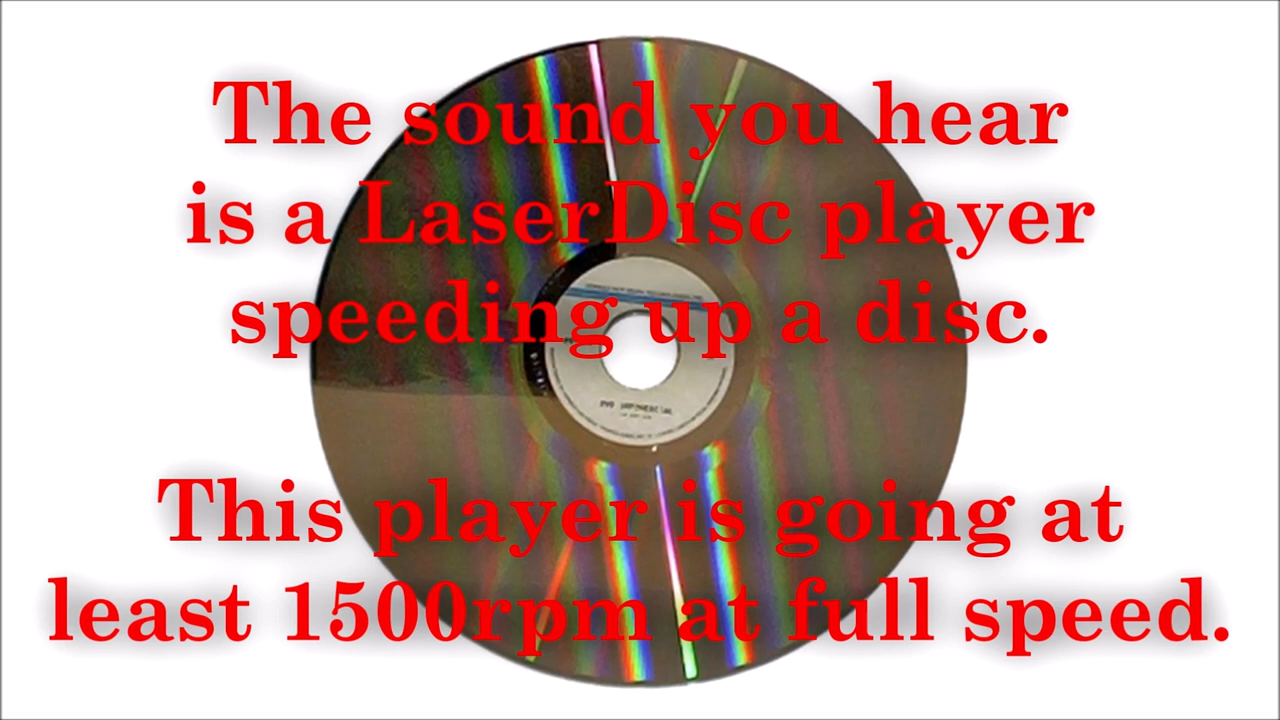 The sound you hear
is a LaserDisc player
speeding up a disc.
This player is going at
least 1500rpm at full speed.